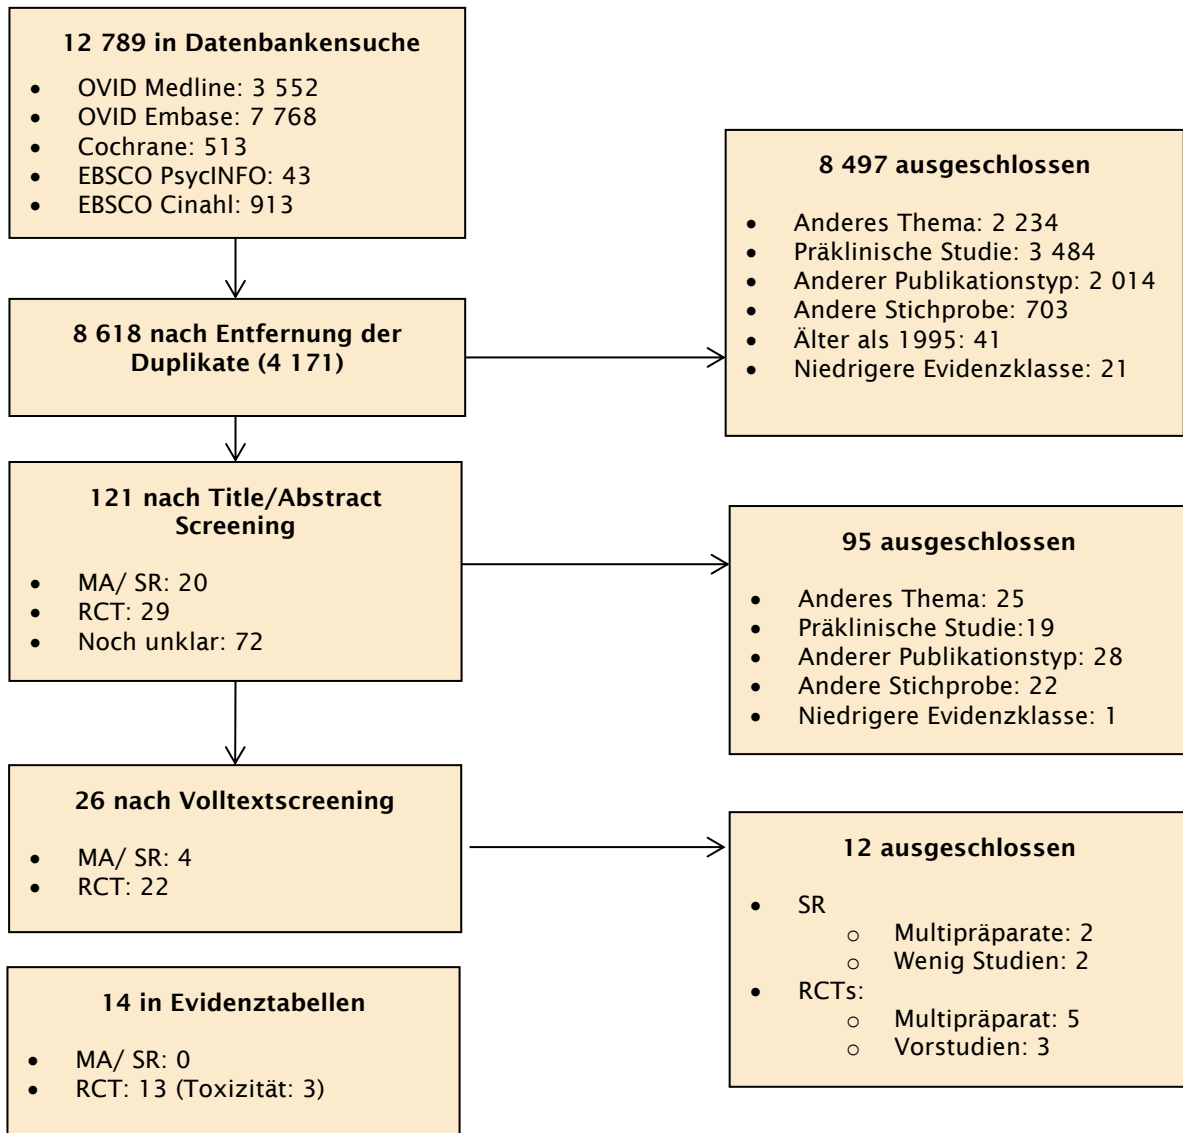 12 789 in Datenbankensuche
• OVID Medline: 3 552
• OVID Embase: 7 768
• Cochrane: 513
• EBSCO PsycINFO: 43
• EBSCO Cinahl: 913
8 618 nach Entfernung der
Duplikate (4 171)
8 497 ausgeschlossen
• Anderes Thema: 2 234
• Präklinische Studie: 3 484
• Anderer Publikationstyp: 2 014
• Andere Stichprobe: 703
• Älter als 1995: 41
• Niedrigere Evidenzklasse: 21
121 nach Title/Abstract
Screening
• MA/ SR: 20
• RCT: 29
• Noch unklar: 72
95 ausgeschlossen
• Anderes Thema: 25
• Präklinische Studie:19
• Anderer Publikationstyp: 28
• Andere Stichprobe: 22
• Niedrigere Evidenzklasse: 1
26 nach Volltextscreening
• MA/ SR: 4
• RCT: 22
12 ausgeschlossen
• SR
o Multipräparate: 2
o Wenig Studien: 2
• RCTs:
o Multipräparat: 5
o Vorstudien: 3
14 in Evidenztabellen
• MA/ SR: 0
• RCT: 13 (Toxizität: 3)